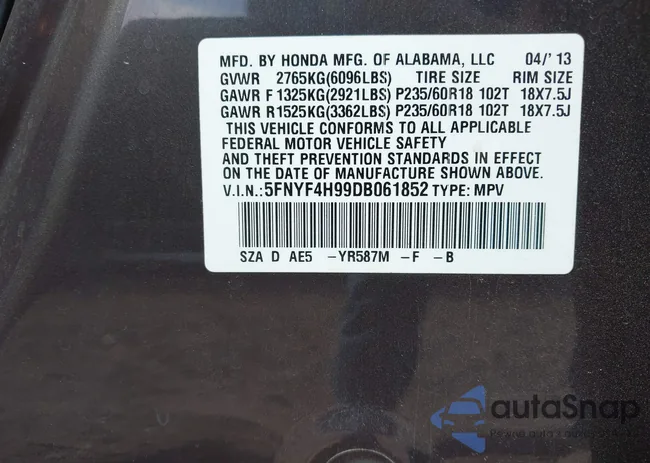 MFD. BY HONDA MFG. OF ALABAMA, LLC 04/'13
GVWR 2765KG(6096LBS) TIRE SIZE RIM SIZE
GAWR F 1325KG(2921LBS) P235/60R18 102T 18X7.5J
GAWR R 1525KG(3362LBS) P235/60R18 102T 18X7.5J
THIS VEHICLE CONFORMS TO ALL APPLICABLE
FEDERAL MOTOR VEHICLE SAFETY
AND THEFT PREVENTION STANDARDS IN EFFECT
ON THE DATE OF MANUFACTURE SHOWN ABOVE.
V.I.N.:5FNYF4H99DB061852 TYPE: MPV
SZA D AE5 -YR587M -F -B
autoSnap